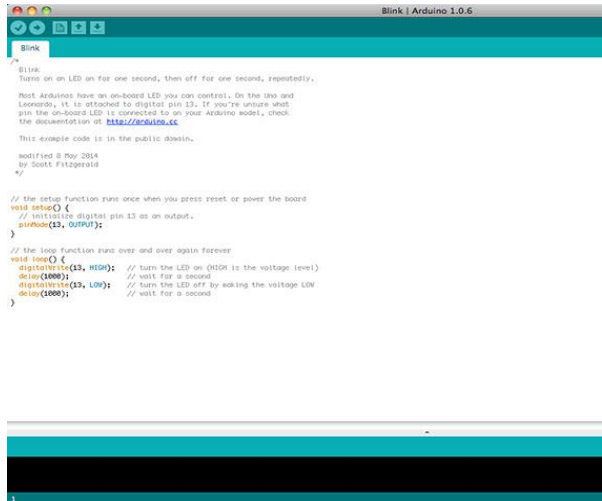 Blink | Arduino 1.0.6
Blink
/*
  Blink
  Turns on an LED on for one second, then off for one second, repeatedly.

  Most Arduinos have an on-board LED you can control. On the Uno and
  Leonardo, it is attached to digital pin 13. If you're unsure what
  pin the on-board LED is connected to on your Arduino model, check
  the documentation at http://arduino.cc

  This example code is in the public domain.

  modified 8 May 2014
  by Scott Fitzgerald
 */

// the setup function runs once when you press reset or power the board
void setup() {
  // initialize digital pin 13 as an output.
  pinMode(13, OUTPUT);
}

// the loop function runs over and over again forever
void loop() {
  digitalWrite(13, HIGH);   // turn the LED on (HIGH is the voltage level)
  delay(1000);              // wait for a second
  digitalWrite(13, LOW);    // turn the LED off by making the voltage LOW
  delay(1000);              // wait for a second
}
1